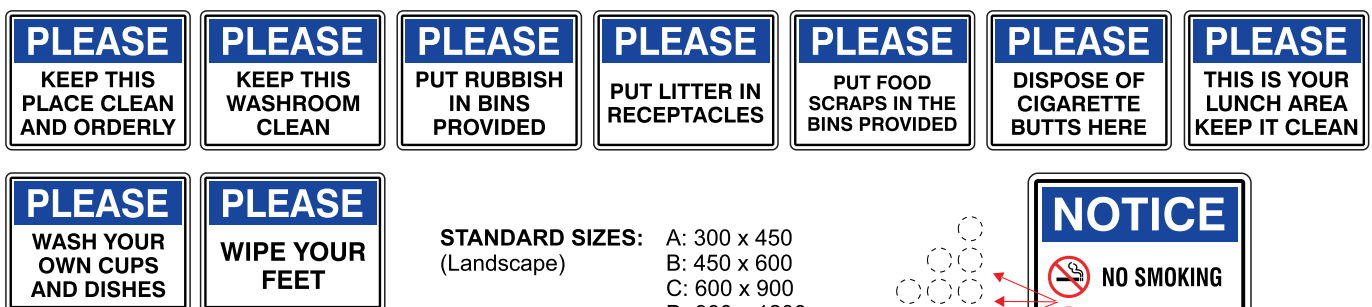 PLEASE
KEEP THIS
PLACE CLEAN
AND ORDERLY
PLEASE
KEEP THIS
WASHROOM
CLEAN
PLEASE
PUT RUBBISH
IN BINS
PROVIDED
PLEASE
PUT LITTER IN
RECEPTACLES
PLEASE
PUT FOOD
SCRAPS IN THE
BINS PROVIDED
PLEASE
DISPOSE OF
CIGARETTE
BUTTS HERE
PLEASE
THIS IS YOUR
LUNCH AREA
KEEP IT CLEAN
PLEASE
WASH YOUR
OWN CUPS
AND DISHES
PLEASE
WIPE YOUR
FEET
STANDARD SIZES: A: 300 x 450
(Landscape) B: 450 x 600
C: 600 x 900
NOTICE
NO SMOKING